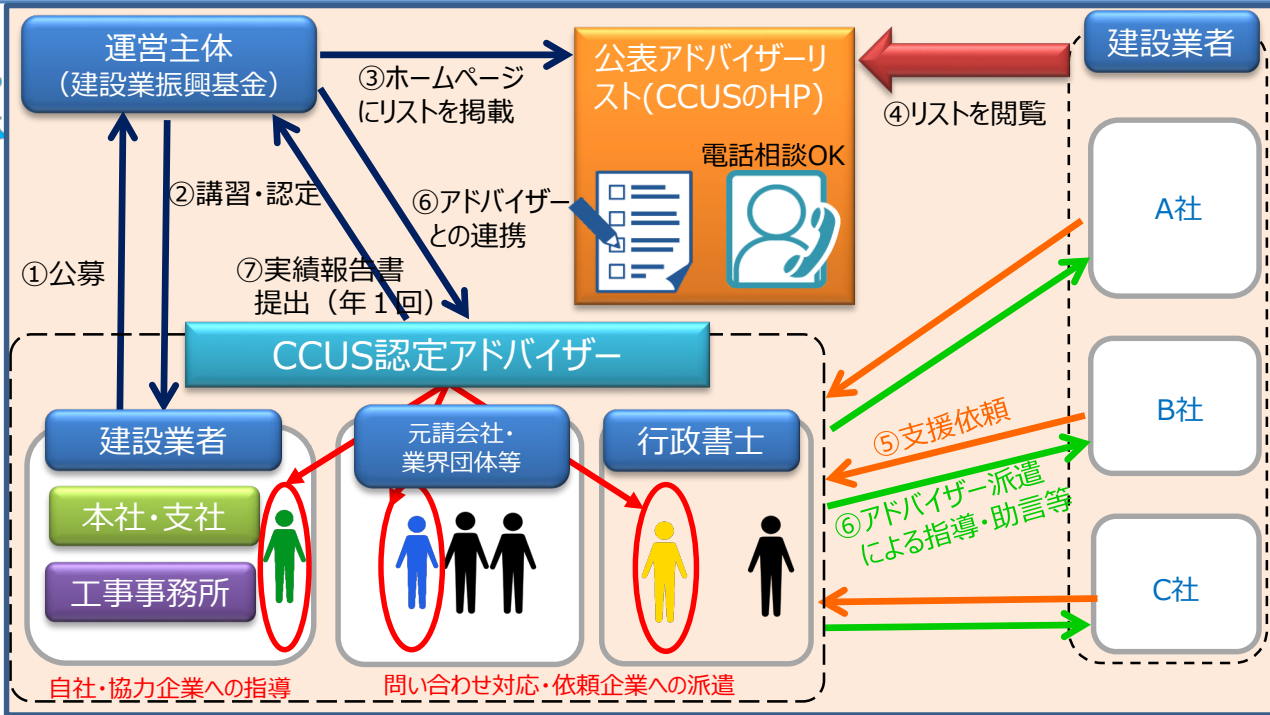 運営主体
(建設業振興基金)
③ホームページ
にリストを掲載
公表アドバイザーリ
スト(CCUSのHP)
電話相談OK
④リストを閲覧
建設業者
②講習・認定
⑥アドバイザー
との連携
①公募
⑦実績報告書
提出（年１回）
CCUS認定アドバイザー
建設業者
本社・支社
工事事務所
元請会社・
業界団体等
行政書士
自社・協力企業への指導
問い合わせ対応・依頼企業への派遣
⑤支援依頼
⑥アドバイザー派遣
による指導・助言等
A社
B社
C社